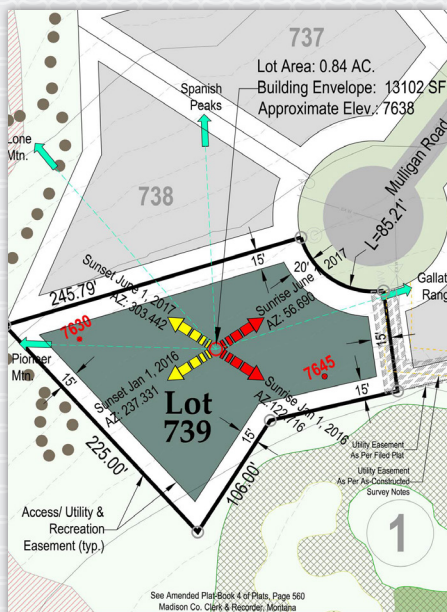 737
Lot Area: 0.84 AC.
Building Envelope: 13102 SF
Approximate Elev.: 7638
Spanish
Peaks
Lone
Mtn.
738
Mulligan Road
L=85.21'
245.79'
15'
20'
Sunset June 1, 2017
AZ: 303.442
Sunrise June 1, 2017
AZ: 56.690
Gallat
Rang
7630
Pioneer
Mtn.
15'
15'
Sunset Jan 1, 2016
AZ: 237.331
7645
Sunrise Jan 1, 2016
AZ: 122.716
15'
Lot
739
15'
225.00'
106.00'
Utility Easement
As Per Filed Plat
Utility Easement
As Per As-Constructed
Survey Notes
Access/ Utility &
Recreation
Easement (typ.)
1
See Amended Plat-Book 4 of Plats, Page 560
Madison Co. Clerk & Recorder, Montana